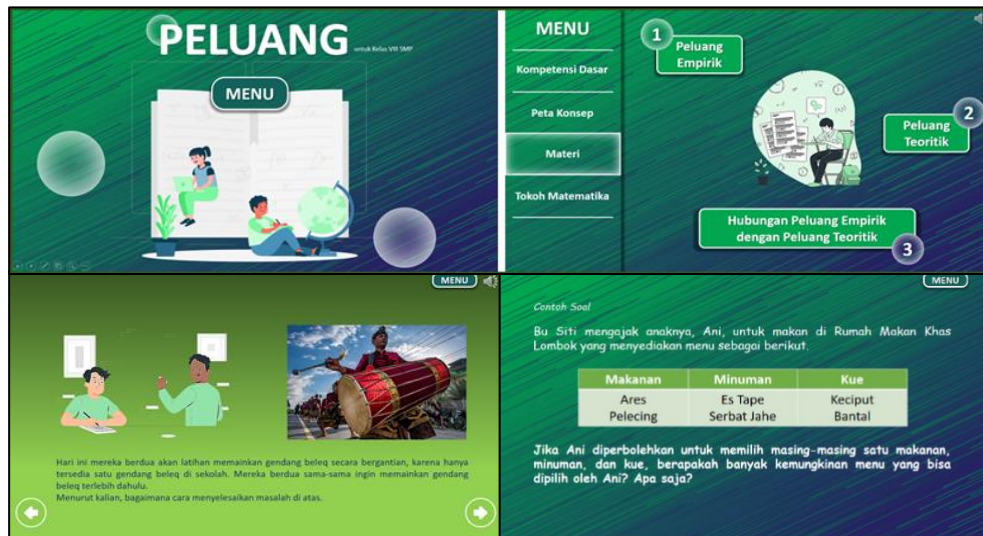 PELUANG
untuk Kelas VIII SMP
MENU
MENU
Kompetensi Dasar
Peta Konsep
Materi
Tokoh Matematika
1
Peluang
Empirik
2
Peluang
Teoritik
Hubungan Peluang Empirik
dengan Peluang Teoritik
3
MENU
Hari ini mereka berdua akan latihan memainkan gendang beleq secara bergantian, karena hanya
tersedia satu gendang beleq di sekolah. Mereka berdua sama-sama ingin memainkan gendang
beleq terlebih dahulu.
Menurut kalian, bagaimana cara menyelesaikan masalah di atas.
MENU
Contoh Soal
Bu Siti mengajak anaknya, Ani, untuk makan di Rumah Makan Khas
Lombok yang menyediakan menu sebagai berikut.
Makanan Minuman Kue
Ares Es Tape Keciput
Pelecing Serbat Jahe Bantal
Jika Ani diperbolehkan untuk memilih masing-masing satu makanan,
minuman, dan kue, berapakah banyak kemungkinan menu yang bisa
dipilih oleh Ani? Apa saja?